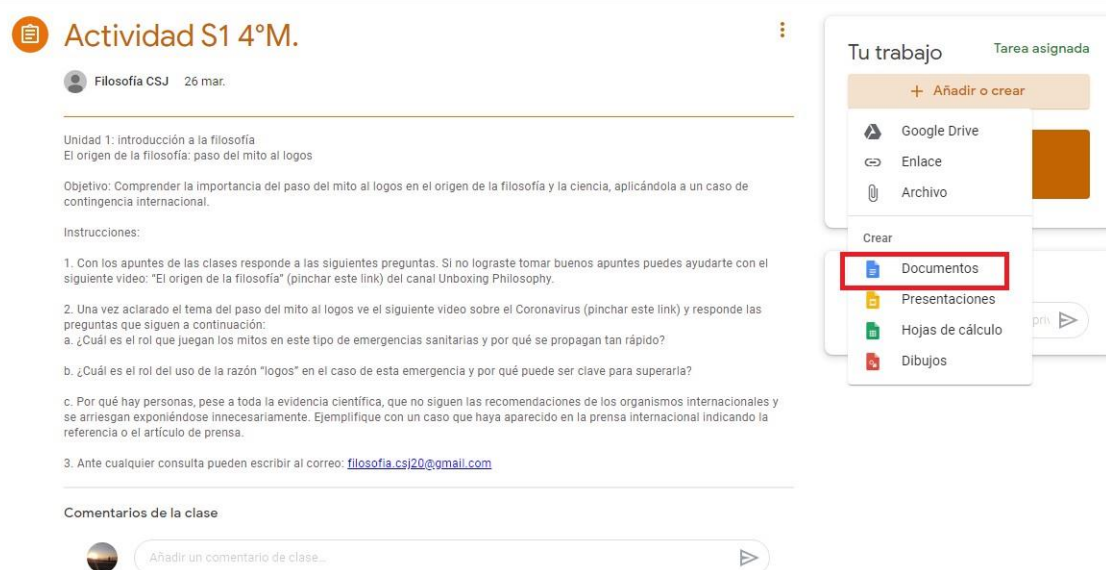 Actividad S1 4°M.
Filosofía CSJ 26 mar.
Unidad 1: introducción a la filosofía
El origen de la filosofía: paso del mito al logos
Objetivo: Comprender la importancia del paso del mito al logos en el origen de la filosofía y la ciencia, aplicándola a un caso de
contingencia internacional.
Instrucciones:
1. Con los apuntes de las clases responde a las siguientes preguntas. Si no lograste tomar buenos apuntes puedes ayudarte con el
siguiente video: "El origen de la filosofía" (pinchar este link) del canal Unboxing Philosophy.
2. Una vez aclarado el tema del paso del mito al logos ve el siguiente video sobre el Coronavirus (pinchar este link) y responde las
preguntas que siguen a continuación:
a. ¿Cuál es el rol que juegan los mitos en este tipo de emergencias sanitarias y por qué se propagan tan rápido?
b. ¿Cuál es el rol del uso de la razón "logos" en el caso de esta emergencia y por qué puede ser clave para superarla?
c. Por qué hay personas, pese a toda la evidencia científica, que no siguen las recomendaciones de los organismos internacionales y
se arriesgan exponiéndose innecesariamente. Ejemplifique con un caso que haya aparecido en la prensa internacional indicando la
referencia o el artículo de prensa.
3. Ante cualquier consulta pueden escribir al correo: filosofia.csj20@gmail.com
Comentarios de la clase
Añadir un comentario de clase...
Tu trabajo Tarea asignada
+ Añadir o crear
Google Drive
Enlace
Archivo
Crear
Documentos
Presentaciones
Hojas de cálculo
Dibujos